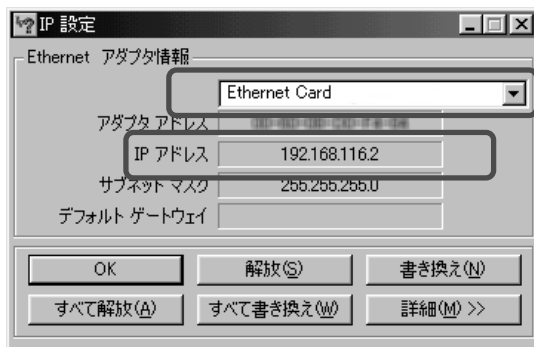 IP 設定
Ethernet アダプタ情報
Ethernet Card
アダプタ アドレス
IP アドレス 192.168.116.2
サブネット マスク 255.255.255.0
デフォルト ゲートウェイ
OK 解放(S) 書き換え(N)
すべて解放(A) すべて書き換え(W) 詳細(M) >>